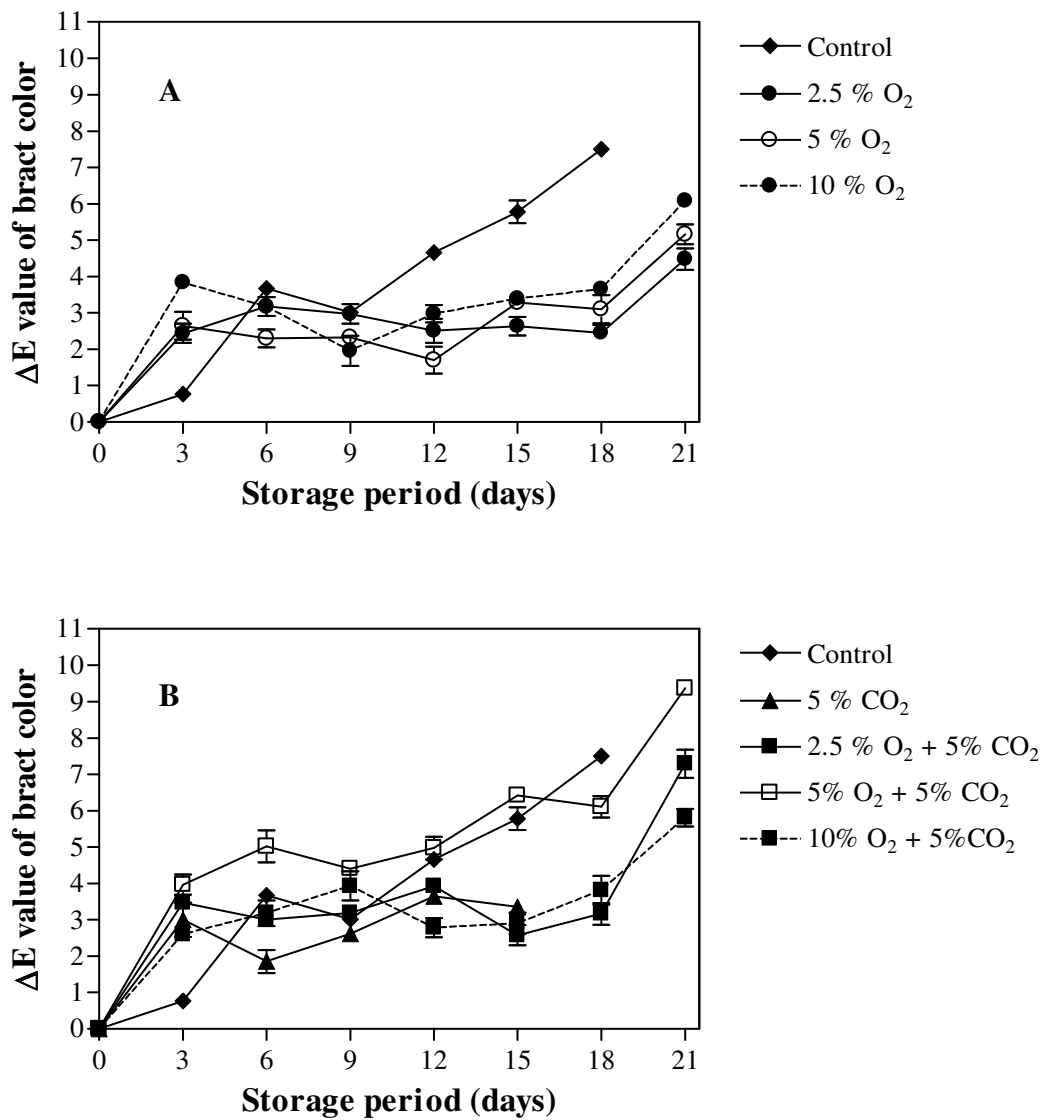 11
10
9
8
7
6
5
4
3
2
1
0
ΔE value of bract color
A
0 3 6 9 12 15 18 21
Storage period (days)
Control
2.5 % O₂
5 % O₂
10 % O₂
11
10
9
8
7
6
5
4
3
2
1
0
ΔE value of bract color
B
0 3 6 9 12 15 18 21
Storage period (days)
Control
5 % CO₂
2.5 % O₂ + 5% CO₂
5% O₂ + 5% CO₂
10% O₂ + 5%CO₂